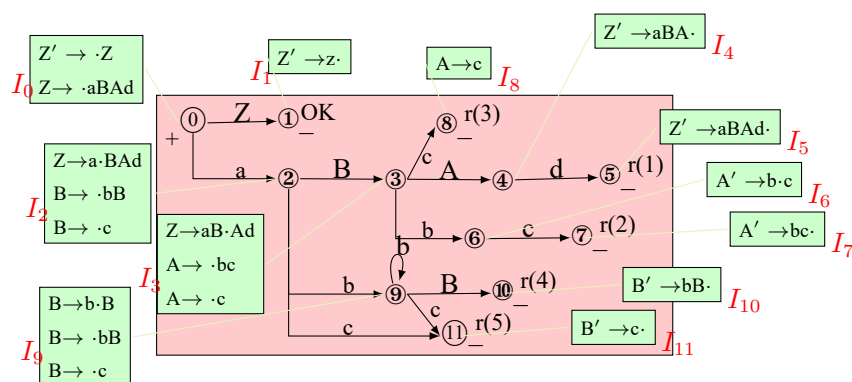 Z′ → ·Z
Z→ ·aBAd
I0
Z′ →z·
I1
A→c
I8
Z′ →aBA·
I4
+
0
Z
1
OK
−
8
r(3)
−
c
Z→a·BAd
B→ ·bB
B→ ·c
I2
a
2
B
3
A
4
d
5
r(1)
−
Z′ →aBAd·
I5
A′ →b·c
I6
Z→aB·Ad
A→ ·bc
A→ ·c
I3
b
6
c
7
r(2)
−
A′ →bc·
I7
b
B→b·B
B→ ·bB
B→ ·c
I9
b
9
B
10
r(4)
−
B′ →bB·
I10
c
c
11
r(5)
−
B′ →c·
I11